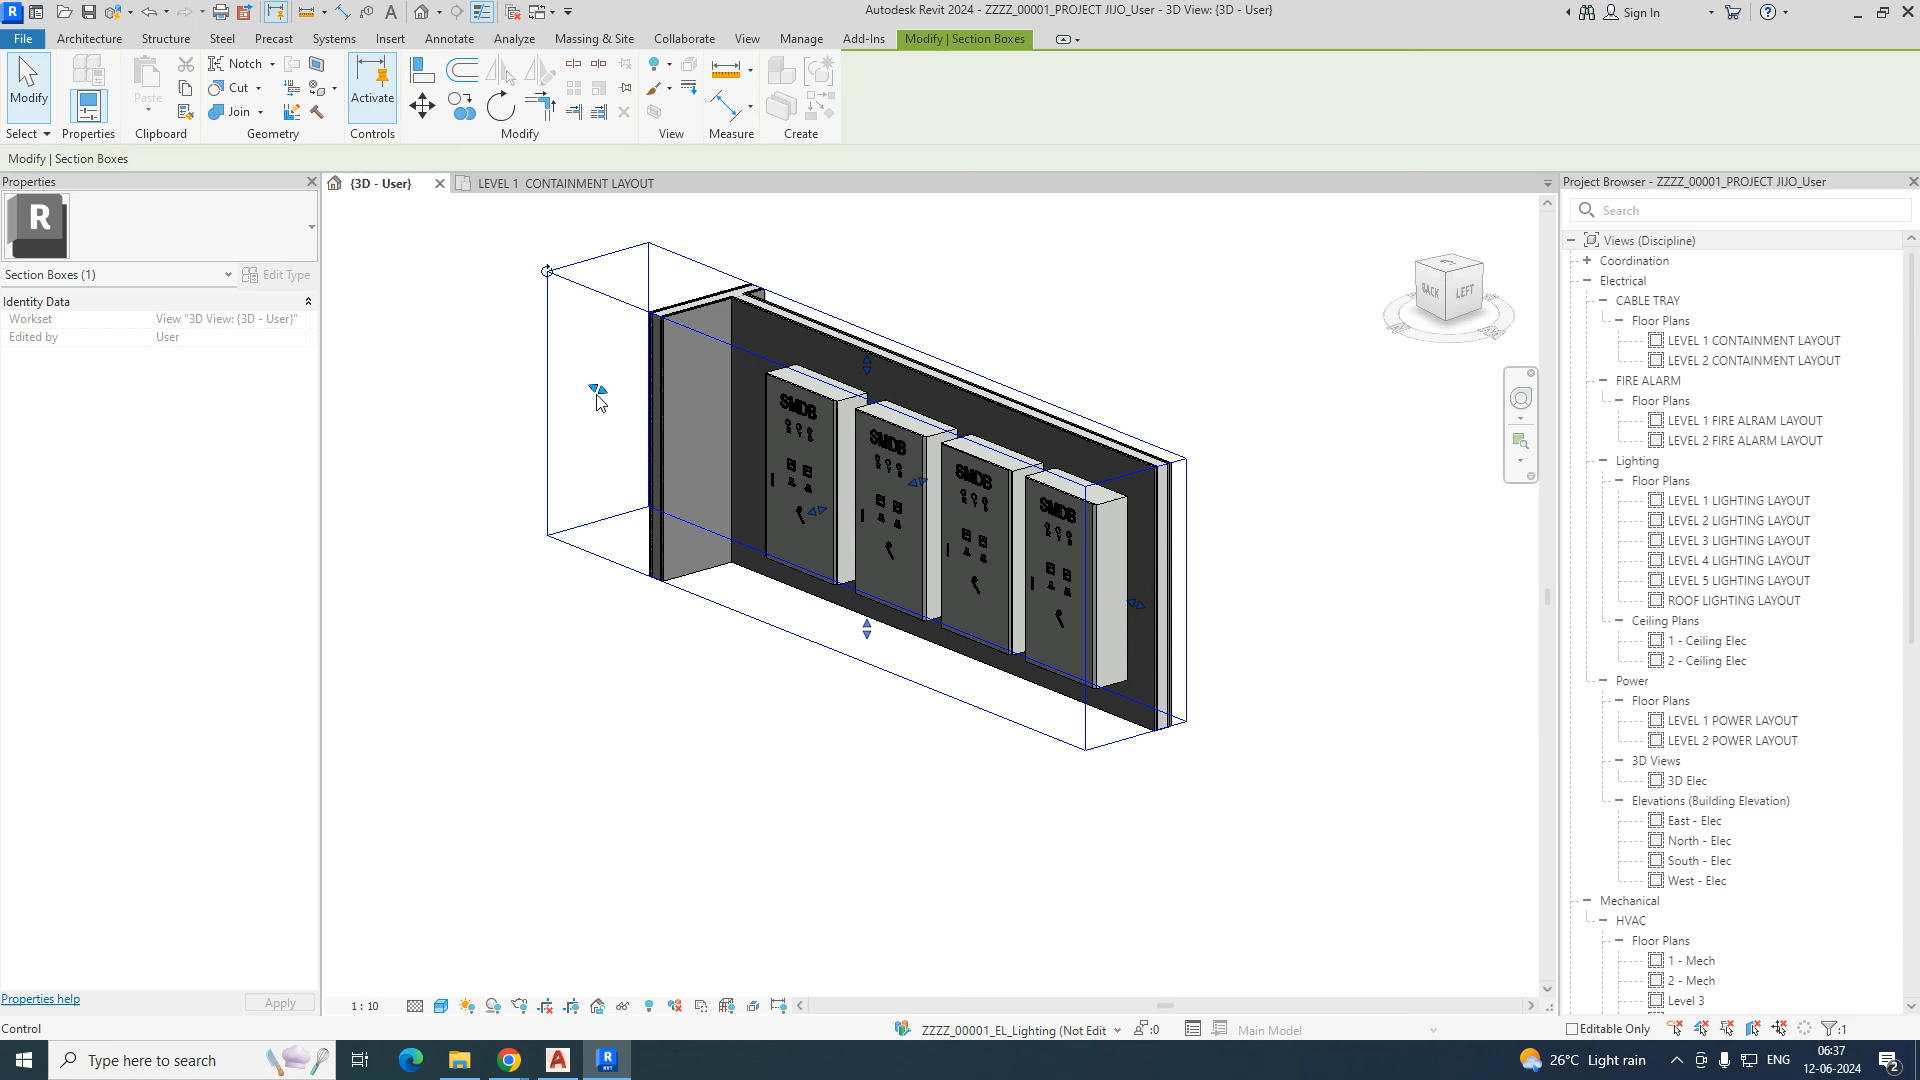 Autodesk Revit 2024 - ZZZZ_00001_PROJECT JIJO_User - 3D View: {3D - User}
Sign In
File Architecture Structure Steel Precast Systems Insert Annotate Analyze Massing & Site Collaborate View Manage Add-Ins Modify | Section Boxes
Modify Paste Notch Cut Join Activate
Select Properties Clipboard Geometry Controls Modify View Measure Create
Modify | Section Boxes
Properties
R
Section Boxes (1) Edit Type
Identity Data
Workset View "3D View: {3D - User}"
Edited by User
Properties help Apply
{3D - User} LEVEL 1 CONTAINMENT LAYOUT
BACK LEFT
SMDB
R Y B
SMDB
R Y B
SMDB
R Y B
SMDB
R Y B
1 : 10
Project Browser - ZZZZ_00001_PROJECT JIJO_User
Search
Views (Discipline)
Coordination
Electrical
CABLE TRAY
Floor Plans
LEVEL 1 CONTAINMENT LAYOUT
LEVEL 2 CONTAINMENT LAYOUT
FIRE ALARM
Floor Plans
LEVEL 1 FIRE ALRAM LAYOUT
LEVEL 2 FIRE ALARM LAYOUT
Lighting
Floor Plans
LEVEL 1 LIGHTING LAYOUT
LEVEL 2 LIGHTING LAYOUT
LEVEL 3 LIGHTING LAYOUT
LEVEL 4 LIGHTING LAYOUT
LEVEL 5 LIGHTING LAYOUT
ROOF LIGHTING LAYOUT
Ceiling Plans
1 - Ceiling Elec
2 - Ceiling Elec
Power
Floor Plans
LEVEL 1 POWER LAYOUT
LEVEL 2 POWER LAYOUT
3D Views
3D Elec
Elevations (Building Elevation)
East - Elec
North - Elec
South - Elec
West - Elec
Mechanical
HVAC
Floor Plans
1 - Mech
2 - Mech
Level 3
Control ZZZZ_00001_EL_Lighting (Not Edit :0 Main Model Editable Only :1
Type here to search 26°C Light rain ENG 06:37
12-06-2024 2